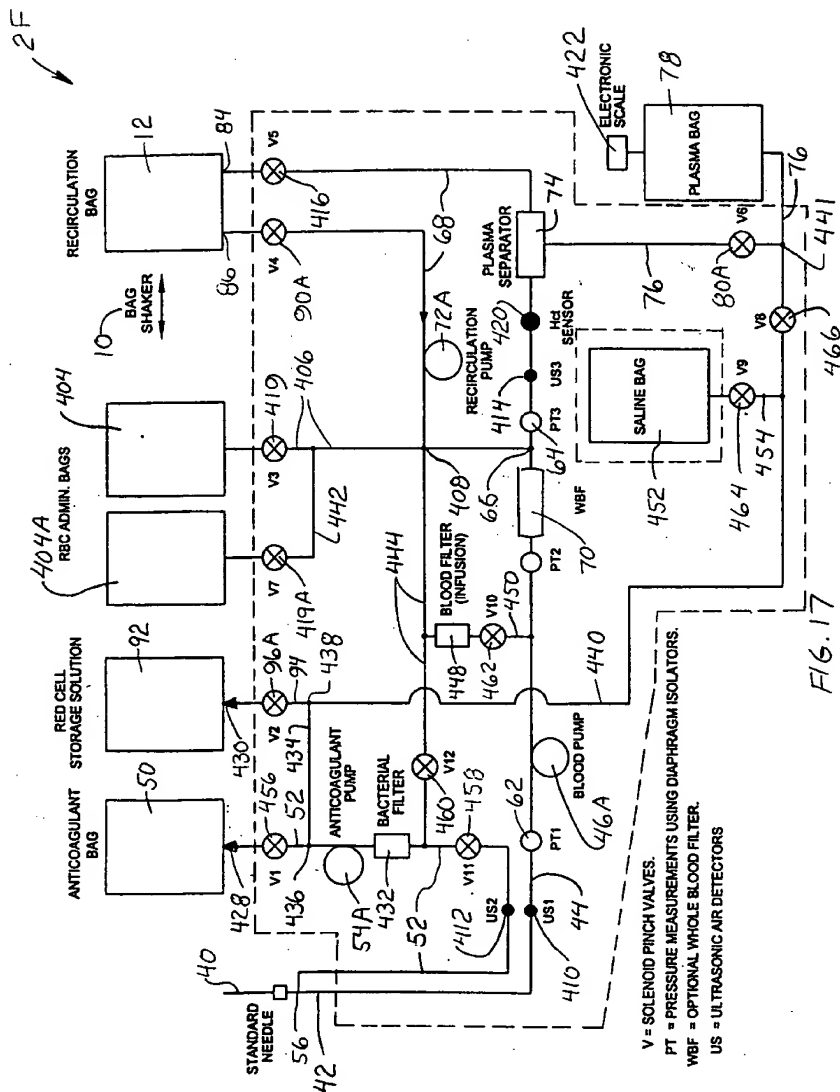 2F
RECIRCULATION
BAG
12
84
86
V5
416
V4
90A
68
68
BAG
SHAKER
10
404
RBC ADMIN. BAGS
404A
V3
419
406
V7
419A
442
RED CELL
STORAGE SOLUTION
92
430
V2
96A
94
434
438
ANTICOAGULANT
BAG
50
428
V1
456
52
436
ANTICOAGULANT
PUMP
54A
BACTERIAL
FILTER
432
52
V12
460
V11
458
444
408
72A
RECIRCULATION
PUMP
BLOOD FILTER
(INFUSION)
448
V10
462
450
STANDARD
NEEDLE
40
42
56
52
US2
412
US1
410
44
PT1
62
BLOOD PUMP
46A
440
PT2
70
WBF
66
PT3
64
US3
414
Hct
SENSOR
420
PLASMA
SEPARATOR
74
76
V6
80A
ELECTRONIC
SCALE
422
PLASMA BAG
78
76
441
V8
466
SALINE BAG
452
V9
464
454
V = SOLENOID PINCH VALVES.
PT = PRESSURE MEASUREMENTS USING DIAPHRAGM ISOLATORS.
WBF = OPTIONAL WHOLE BLOOD FILTER.
US = ULTRASONIC AIR DETECTORS
FIG. 17